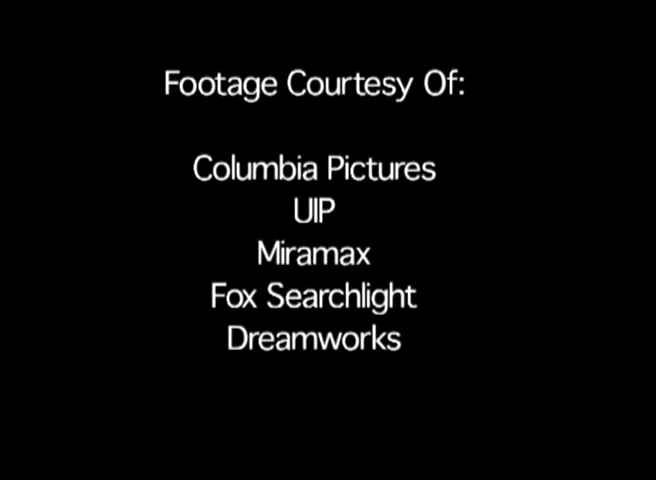 Footage Courtesy Of:
Columbia Pictures
UIP
Miramax
Fox Searchlight
Dreamworks